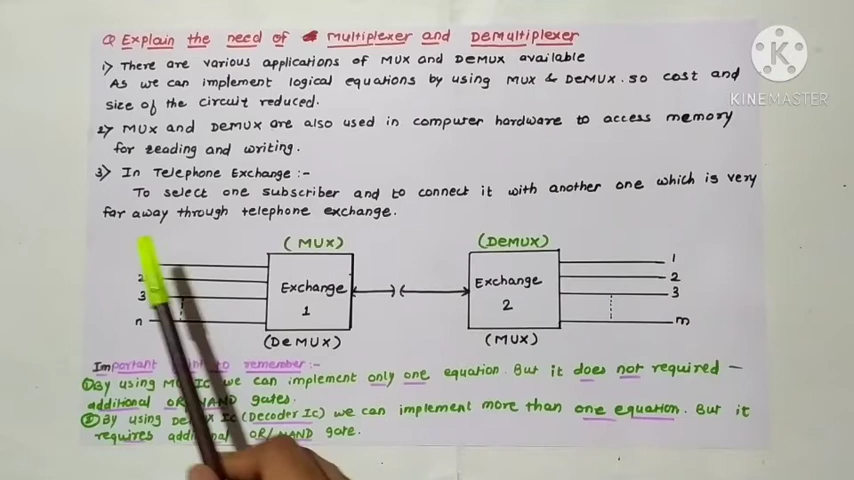 Q Explain the need of Multiplexer and DeMultiplexer
1) There are various applications of MUX and DeMUX available
As we can implement logical equations by using MUX & DeMUX. so cost and
size of the circuit reduced.
2) MUX and DeMUX are also used in computer hardware to access memory
for reading and writing.
3) In Telephone Exchange :-
To select one subscriber and to connect it with another one which is very
far away through telephone exchange.
(MUX) (DeMUX)
2 Exchange 1 Exchange 2 1
3 2
n 3
m
(DeMUX) (MUX)
Important to remember :-
① By using we can implement only one equation. But it does not required -
additional OR/NAND gates.
② By using IC (Decoder IC) we can implement more than one equation. But it
requires additional OR/NAND gate.
KINEMASTER